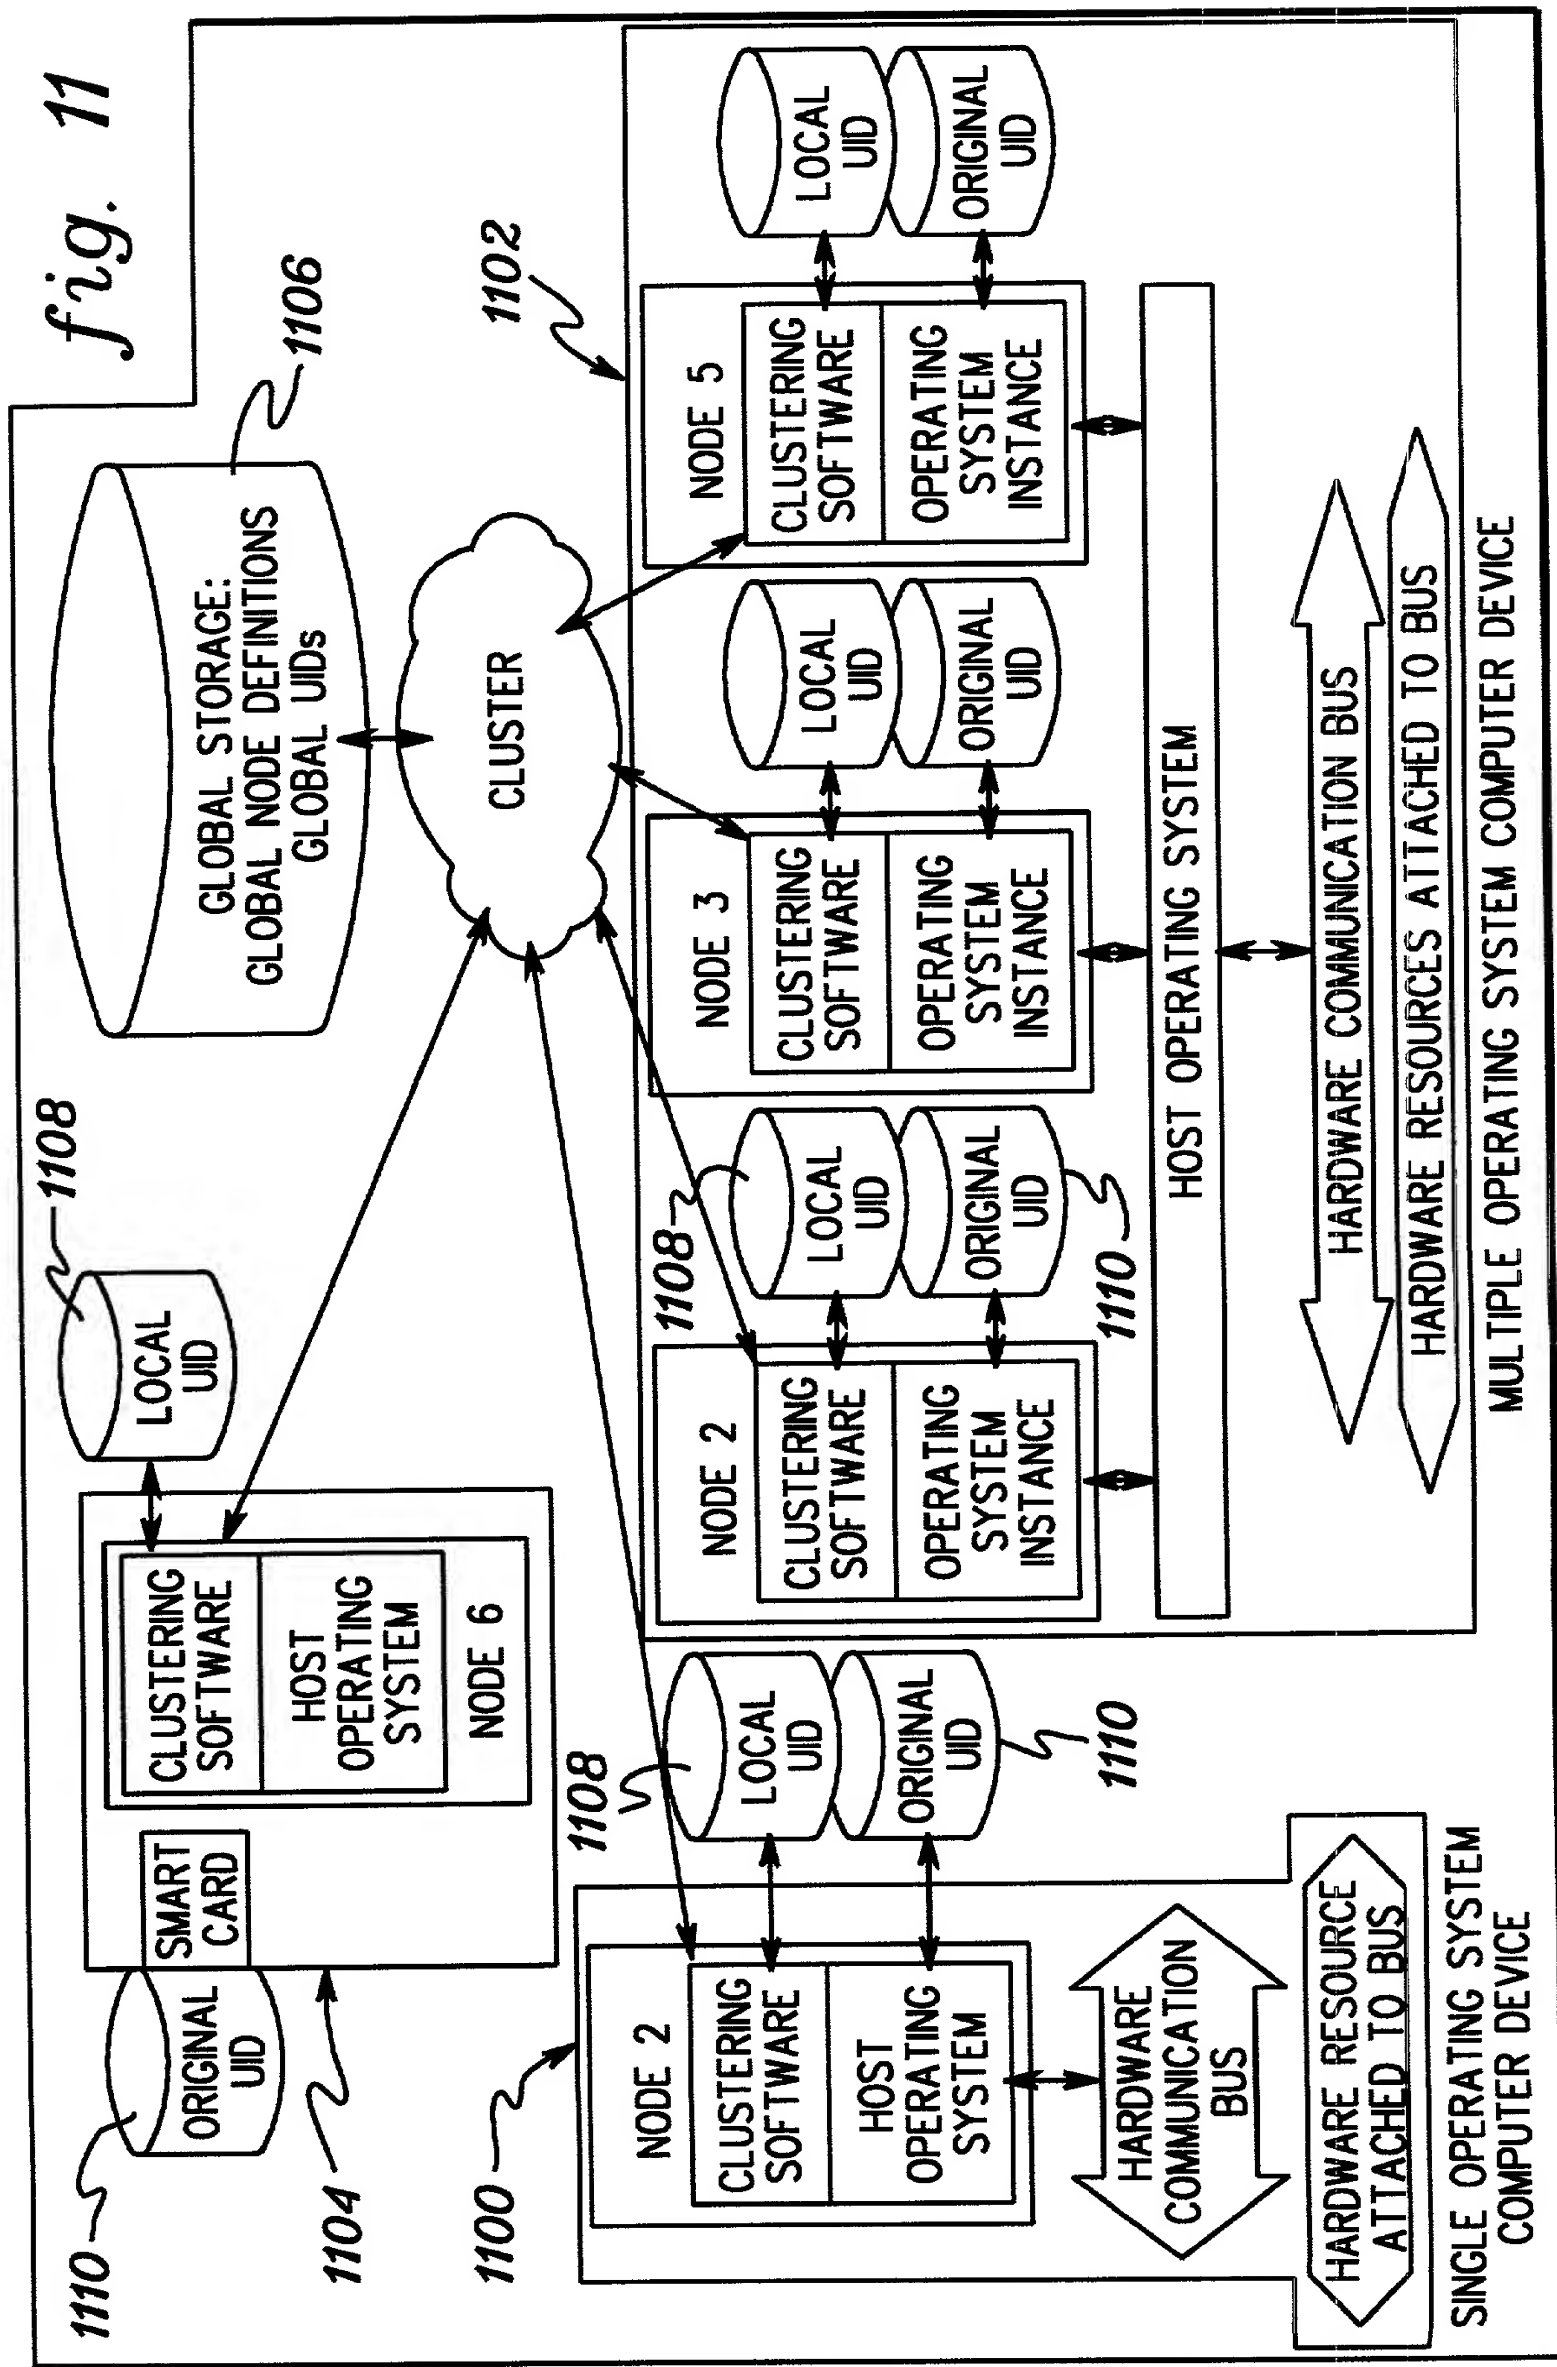 fig. 11
1106
GLOBAL STORAGE:
GLOBAL NODE DEFINITIONS
GLOBAL UIDs
1108
LOCAL
UID
CLUSTERING
SOFTWARE
HOST
OPERATING
SYSTEM
NODE 6
SMART
CARD
1110
ORIGINAL
UID
1104
CLUSTER
1100
NODE 2
CLUSTERING
SOFTWARE
HOST
OPERATING
SYSTEM
1108
LOCAL
UID
ORIGINAL
UID
1110
HARDWARE
COMMUNICATION
BUS
HARDWARE RESOURCE
ATTACHED TO BUS
SINGLE OPERATING SYSTEM
COMPUTER DEVICE
1102
NODE 2
CLUSTERING
SOFTWARE
OPERATING
SYSTEM
INSTANCE
1108
LOCAL
UID
ORIGINAL
UID
1110
NODE 3
CLUSTERING
SOFTWARE
OPERATING
SYSTEM
INSTANCE
LOCAL
UID
ORIGINAL
UID
NODE 5
CLUSTERING
SOFTWARE
OPERATING
SYSTEM
INSTANCE
LOCAL
UID
ORIGINAL
UID
HOST OPERATING SYSTEM
HARDWARE COMMUNICATION BUS
HARDWARE RESOURCES ATTACHED TO BUS
MULTIPLE OPERATING SYSTEM COMPUTER DEVICE